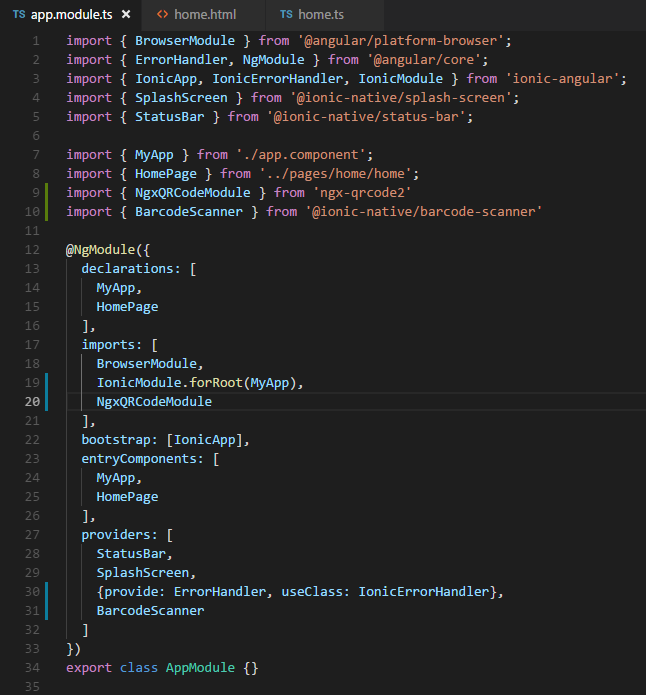 TS app.module.ts × <> home.html TS home.ts
1 import { BrowserModule } from '@angular/platform-browser';
2 import { ErrorHandler, NgModule } from '@angular/core';
3 import { IonicApp, IonicErrorHandler, IonicModule } from 'ionic-angular';
4 import { SplashScreen } from '@ionic-native/splash-screen';
5 import { StatusBar } from '@ionic-native/status-bar';
6
7 import { MyApp } from './app.component';
8 import { HomePage } from '../pages/home/home';
9 import { NgxQRCodeModule } from 'ngx-qrcode2'
10 import { BarcodeScanner } from '@ionic-native/barcode-scanner'
11
12 @NgModule({
13   declarations: [
14     MyApp,
15     HomePage
16   ],
17   imports: [
18     BrowserModule,
19     IonicModule.forRoot(MyApp),
20     NgxQRCodeModule
21   ],
22   bootstrap: [IonicApp],
23   entryComponents: [
24     MyApp,
25     HomePage
26   ],
27   providers: [
28     StatusBar,
29     SplashScreen,
30     {provide: ErrorHandler, useClass: IonicErrorHandler},
31     BarcodeScanner
32   ]
33 })
34 export class AppModule {}
35